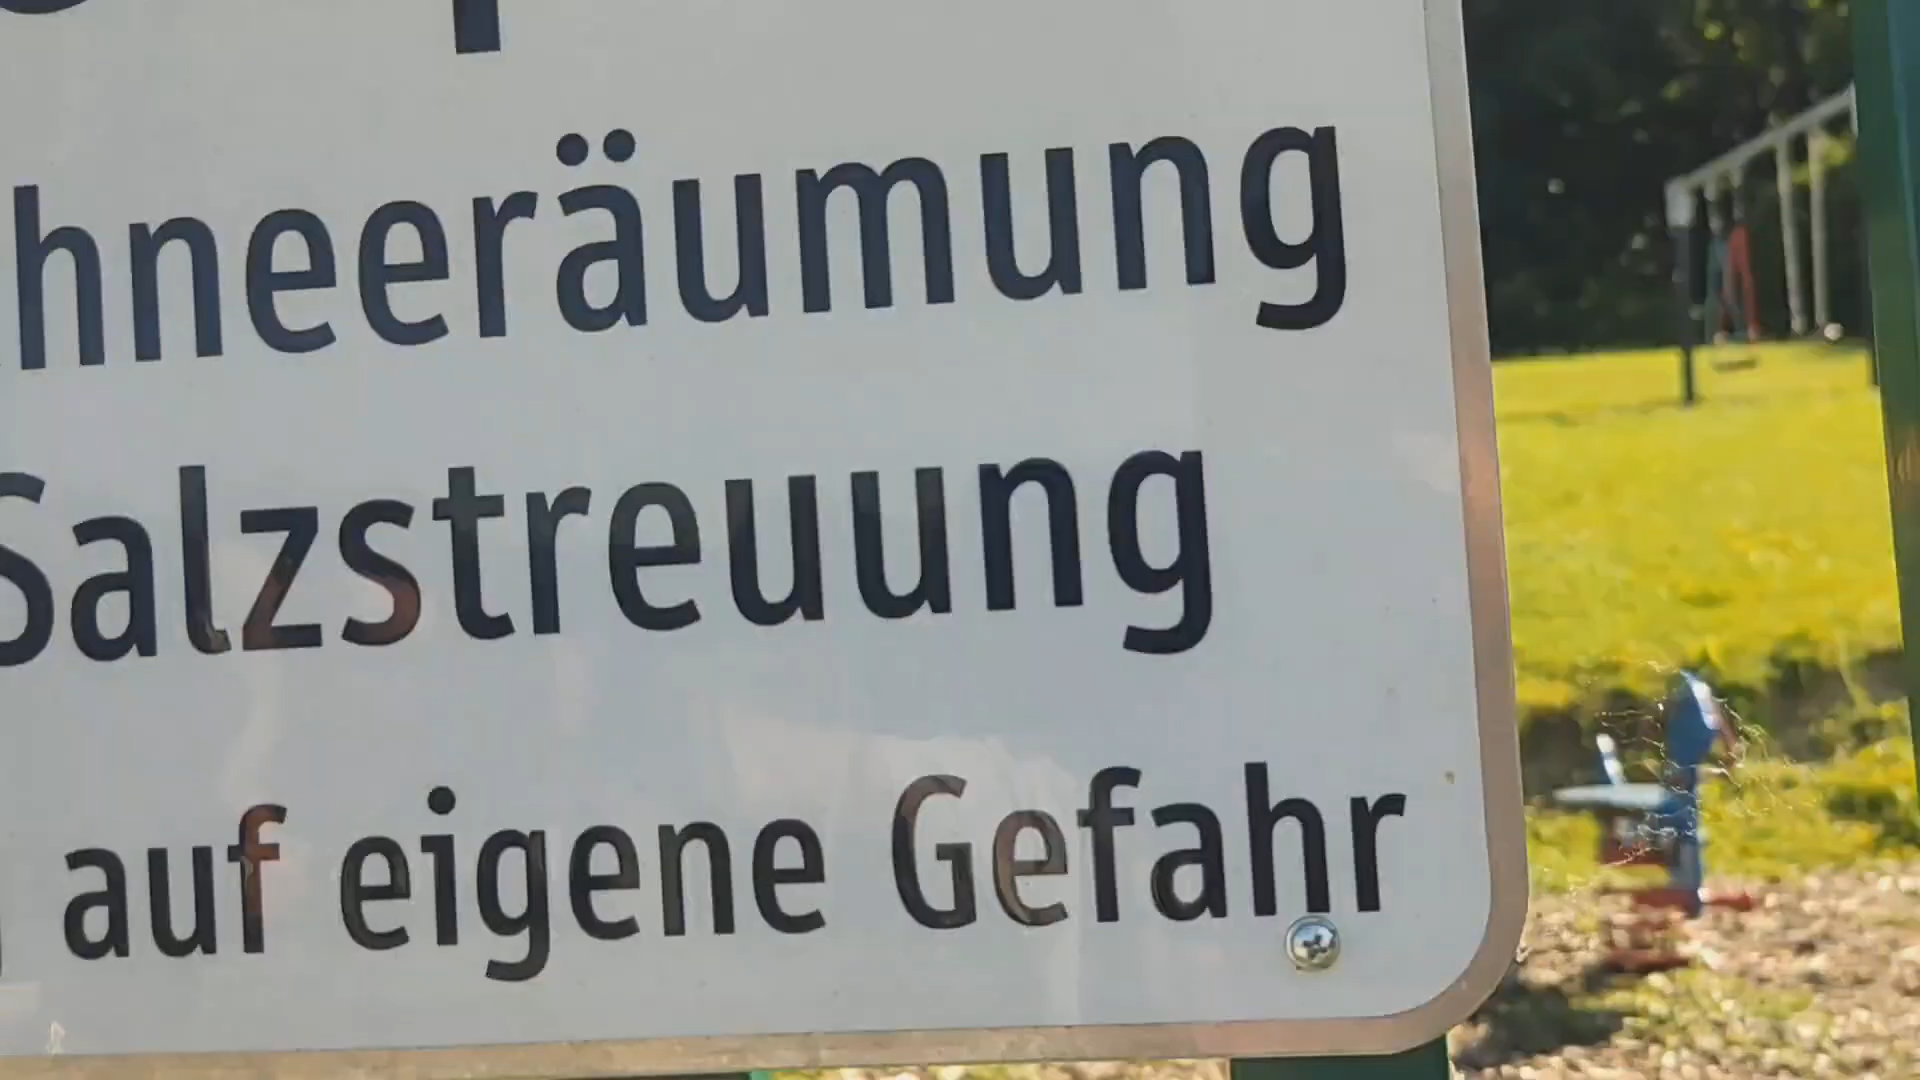 hneeräumung
Salzstreuung
auf eigene Gefahr